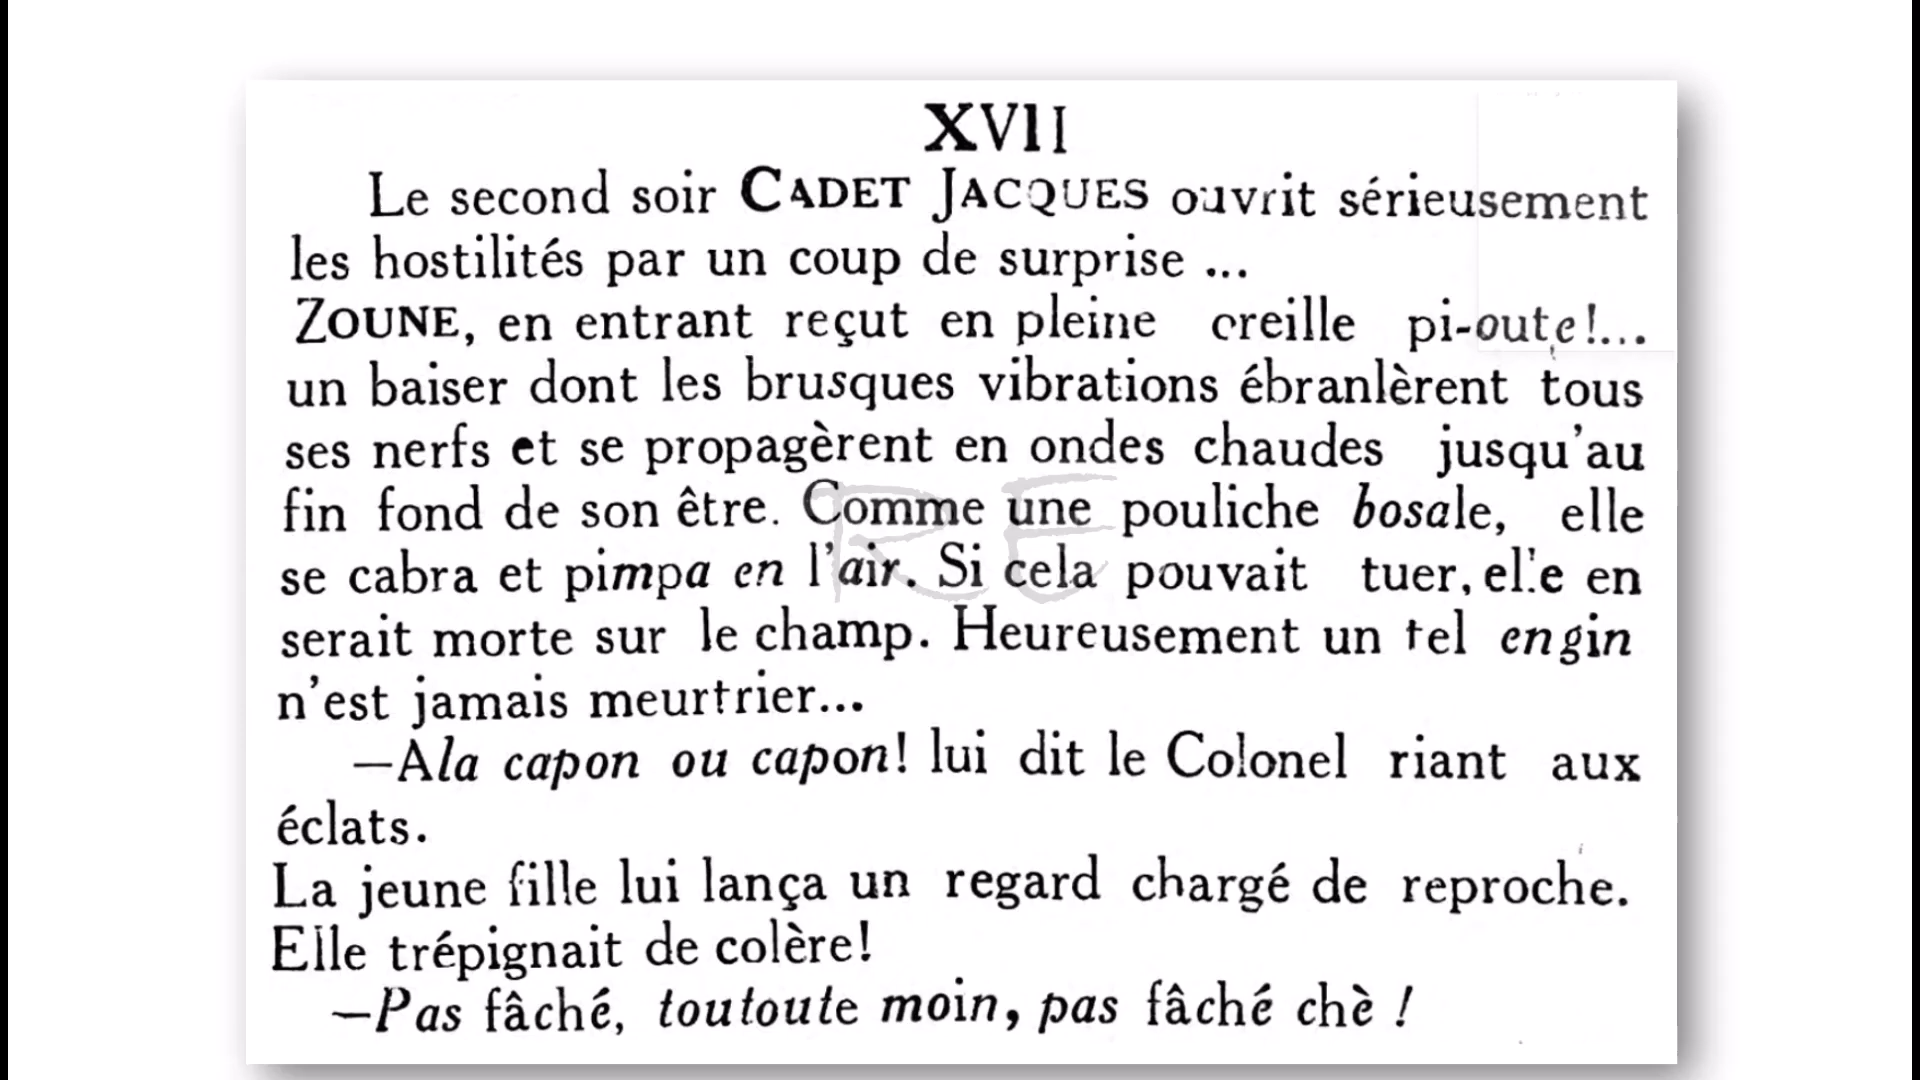 XVII
Le second soir CADET JACQUES ouvrit sérieusement
les hostilités par un coup de surprise ...
ZOUNE, en entrant reçut en pleine oreille pi-oute!...
un baiser dont les brusques vibrations ébranlèrent tous
ses nerfs et se propagèrent en ondes chaudes jusqu'au
fin fond de son être. Comme une pouliche bosale, elle
se cabra et pimpa en l'air. Si cela pouvait tuer, elle en
serait morte sur le champ. Heureusement un tel engin
n'est jamais meurtrier...
—Ala capon ou capon! lui dit le Colonel riant aux
éclats.
La jeune fille lui lança un regard chargé de reproche.
Elle trépignait de colère!
—Pas fâché, toutoute moin, pas fâché chè !
RE